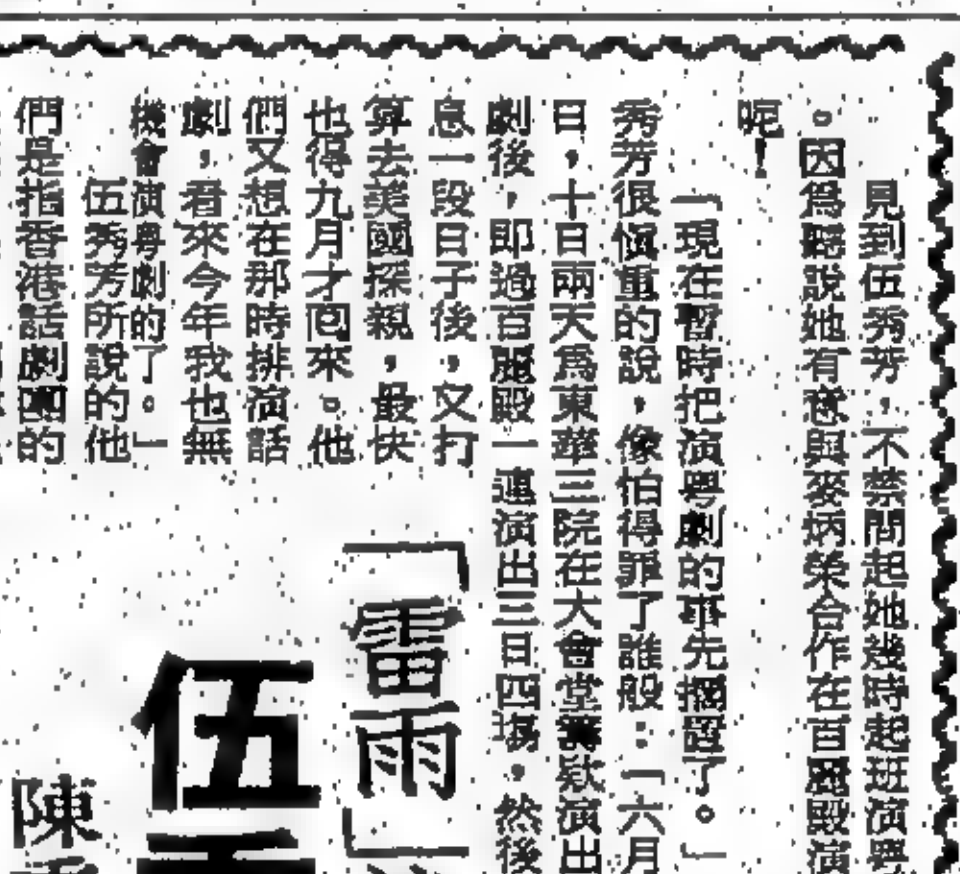 見到伍秀芳，不禁問起她幾時起班演粵
。因爲聽說她有意與麥炳榮合作在百麗殿演
呢！
「現在暫時把演粵劇的事先擱置了。」
秀芳很愼重的說，像怕得罪了誰般：「六月
日，十日兩天爲東華三院在大會堂籌欵演出
劇後，即過百麗殿一連演出三日四塲，然後
息一段日子後，又打
算去美國探親，最快
也得九月才囘來。他
們又想在那時排演話
劇，看來今年我也無
機會演粵劇的了。」
伍秀芳所說的他
們是指香港話劇團的
「雷雨」
伍
陳